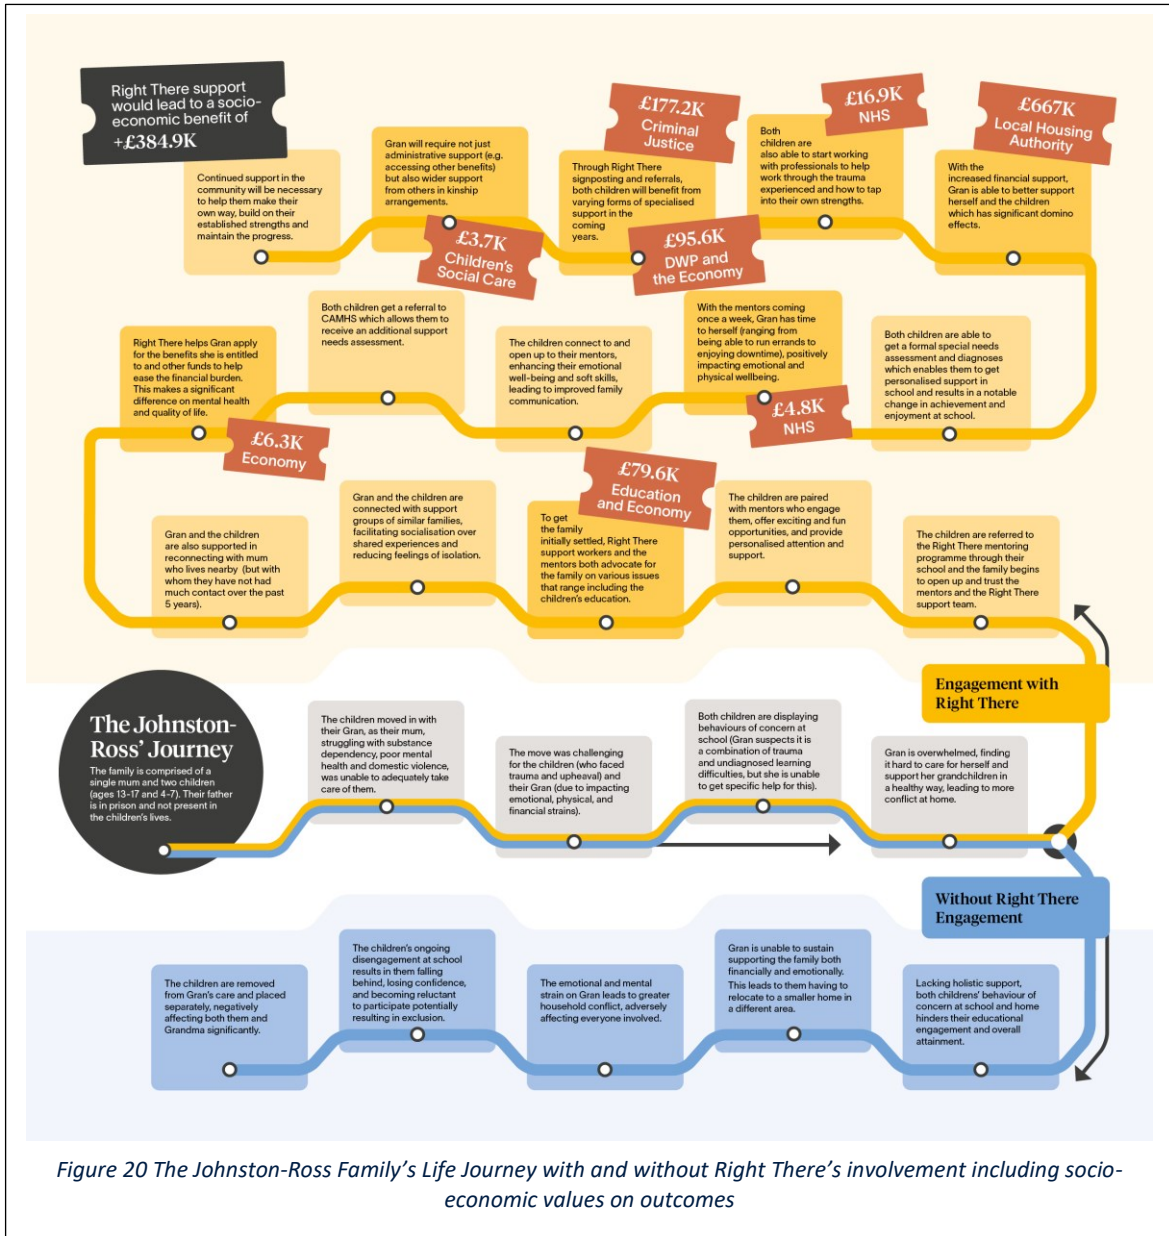 Right There support
would lead to a socio-
economic benefit of
+£384.9K
Continued support in the
community will be necessary
to help them make their
own way, build on their
established strengths and
maintain the progress.
Gran will require not just
administrative support (e.g.
accessing other benefits)
but also wider support
from others in kinship
arrangements.
£3.7K
Children's
Social Care
£177.2K
Criminal
Justice
Through Right There
signposting and referrals,
both children will benefit from
varying forms of specialised
support in the
coming
years.
£95.6K
DWP and
the Economy
£16.9K
NHS
Both
children are
also able to start working
with professionals to help
work through the trauma
experienced and how to tap
into their own strengths.
£667K
Local Housing
Authority
With the
increased financial support,
Gran is able to better support
herself and the children
which has significant domino
effects.
Right There helps Gran apply
for the benefits she is entitled
to and other funds to help
ease the financial burden.
This makes a significant
difference on mental health
and quality of life.
£6.3K
Economy
Both children get a referral to
CAMHS which allows them to
receive an additional support
needs assessment.
The children connect to and
open up to their mentors,
enhancing their emotional
well-being and soft skills,
leading to improved family
communication.
With the mentors coming
once a week, Gran has time
to herself (ranging from
being able to run errands to
enjoying downtime), positively
impacting emotional and
physical wellbeing.
£4.8K
NHS
Both children are able to
get a formal special needs
assessment and diagnoses
which enables them to get
personalised support in
school and results in a notable
change in achievement and
enjoyment at school.
Gran and the children
are also supported in
reconnecting with mum
who lives nearby (but with
whom they have not had
much contact over the past
5 years).
Gran and the children are
connected with support
groups of similar families,
facilitating socialisation over
shared experiences and
reducing feelings of isolation.
£79.6K
Education
and Economy
To get
the family
initially settled, Right There
support workers and the
mentors both advocate for
the family on various issues
that range including the
children's education.
The children are paired
with mentors who engage
them, offer exciting and fun
opportunities, and provide
personalised attention and
support.
The children are referred to
the Right There mentoring
programme through their
school and the family begins
to open up and trust the
mentors and the Right There
support team.
Engagement with
Right There
The Johnston-
Ross' Journey
The family is comprised of a
single mum and two children
(ages 13-17 and 4-7). Their father
is in prison and not present in
the children's lives.
The children moved in with
their Gran, as their mum,
struggling with substance
dependency, poor mental
health and domestic violence,
was unable to adequately take
care of them.
The move was challenging
for the children (who faced
trauma and upheaval) and
their Gran (due to impacting
emotional, physical, and
financial strains).
Both children are displaying
behaviours of concern at
school (Gran suspects it is
a combination of trauma
and undiagnosed learning
difficulties, but she is unable
to get specific help for this).
Gran is overwhelmed, finding
it hard to care for herself and
support her grandchildren in
a healthy way, leading to more
conflict at home.
Without Right There
Engagement
The children are removed
from Gran's care and placed
separately, negatively
affecting both them and
Grandma significantly.
The children's ongoing
disengagement at school
results in them falling
behind, losing confidence,
and becoming reluctant
to participate potentially
resulting in exclusion.
The emotional and mental
strain on Gran leads to greater
household conflict, adversely
affecting everyone involved.
Gran is unable to sustain
supporting the family both
financially and emotionally.
This leads to them having to
relocate to a smaller home in
a different area.
Lacking holistic support,
both childrens' behaviour of
concern at school and home
hinders their educational
engagement and overall
attainment.
Figure 20 The Johnston-Ross Family's Life Journey with and without Right There's involvement including socio-
economic values on outcomes